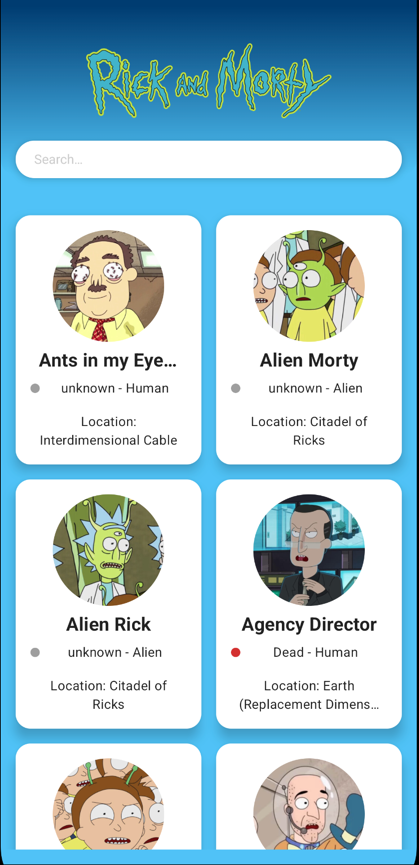 Rick and Morty
Search...
Ants in my Eye...
unknown - Human
Location:
Interdimensional Cable
Alien Morty
unknown - Alien
Location: Citadel of
Ricks
Alien Rick
unknown - Alien
Location: Citadel of
Ricks
Agency Director
Dead - Human
Location: Earth
(Replacement Dimens...